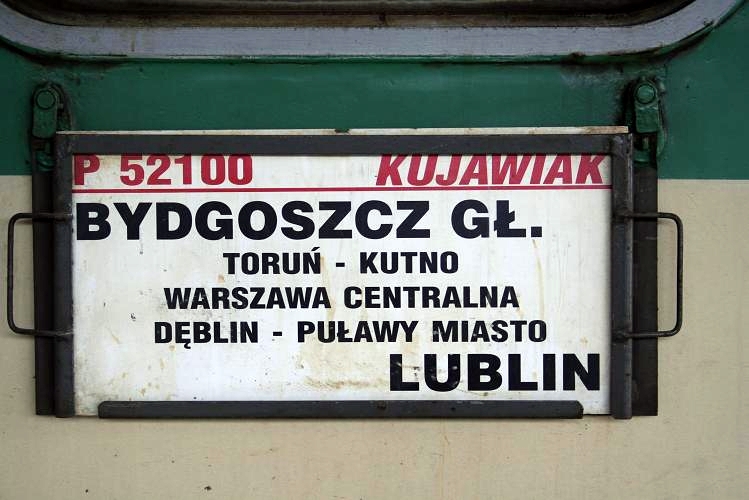 P 52100 KUJAWIAK
BYDGOSZCZ GŁ.
TORUŃ - KUTNO
WARSZAWA CENTRALNA
DĘBLIN - PUŁAWY MIASTO
LUBLIN